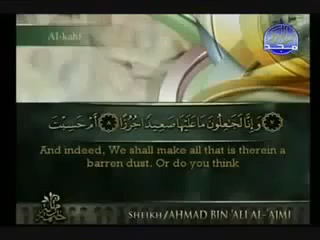 Al-kahf
وَإِنَّا لَجَٰعِلُونَ مَا عَلَيْهَا صَعِيدًا جُرُزًا ۝ أَمْ حَسِبْتَ
And indeed, We shall make all that is therein a
barren dust. Or do you think
SHEIKH/AHMAD BIN 'ALI AL-'AJMI